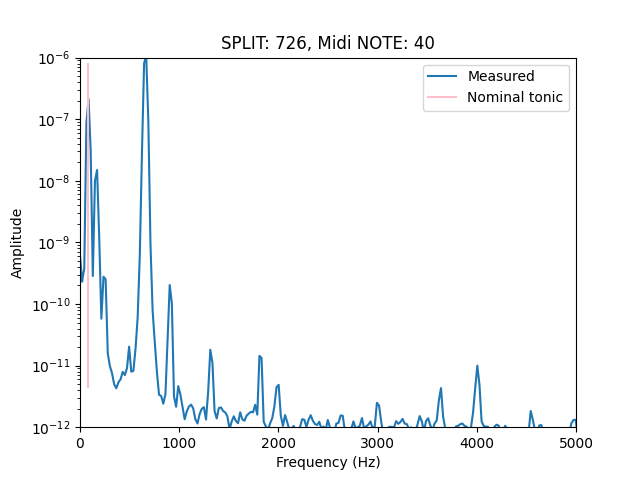 SPLIT: 726, Midi NOTE: 40
Measured
Nominal tonic
Amplitude
10⁻⁶
10⁻⁷
10⁻⁸
10⁻⁹
10⁻¹⁰
10⁻¹¹
10⁻¹²
0 1000 2000 3000 4000 5000
Frequency (Hz)